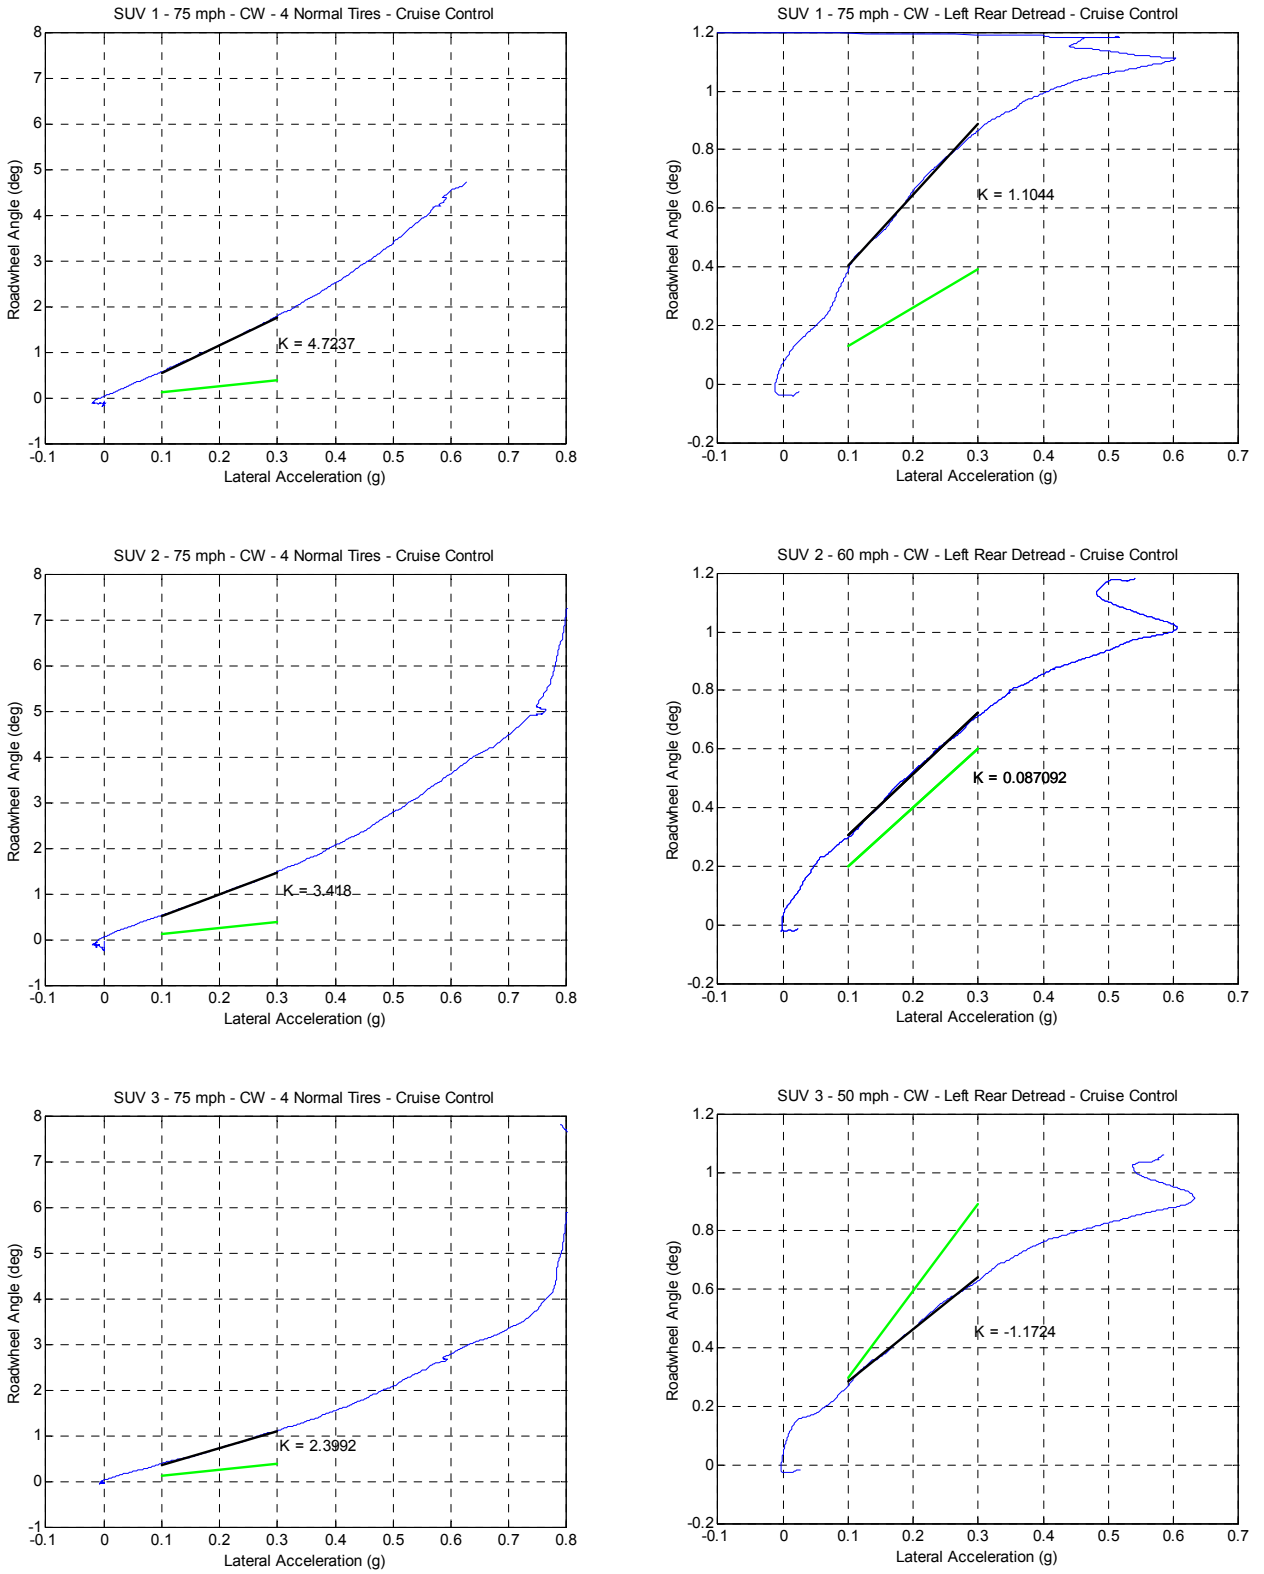 SUV 1 - 75 mph - CW - 4 Normal Tires - Cruise Control
8
7
6
5
4
3
2
1
0
-1
Roadwheel Angle (deg)
K = 4.7237
-0.1 0 0.1 0.2 0.3 0.4 0.5 0.6 0.7 0.8
Lateral Acceleration (g)
SUV 1 - 75 mph - CW - Left Rear Detread - Cruise Control
1.2
1
0.8
0.6
0.4
0.2
0
-0.2
Roadwheel Angle (deg)
K = 1.1044
-0.1 0 0.1 0.2 0.3 0.4 0.5 0.6 0.7
Lateral Acceleration (g)
SUV 2 - 75 mph - CW - 4 Normal Tires - Cruise Control
8
7
6
5
4
3
2
1
0
-1
Roadwheel Angle (deg)
K = 3.418
-0.1 0 0.1 0.2 0.3 0.4 0.5 0.6 0.7 0.8
Lateral Acceleration (g)
SUV 2 - 60 mph - CW - Left Rear Detread - Cruise Control
1.2
1
0.8
0.6
0.4
0.2
0
-0.2
Roadwheel Angle (deg)
K = 0.087092
-0.1 0 0.1 0.2 0.3 0.4 0.5 0.6 0.7
Lateral Acceleration (g)
SUV 3 - 75 mph - CW - 4 Normal Tires - Cruise Control
8
7
6
5
4
3
2
1
0
-1
Roadwheel Angle (deg)
K = 2.3992
-0.1 0 0.1 0.2 0.3 0.4 0.5 0.6 0.7 0.8
Lateral Acceleration (g)
SUV 3 - 50 mph - CW - Left Rear Detread - Cruise Control
1.2
1
0.8
0.6
0.4
0.2
0
-0.2
Roadwheel Angle (deg)
K = -1.1724
-0.1 0 0.1 0.2 0.3 0.4 0.5 0.6 0.7
Lateral Acceleration (g)